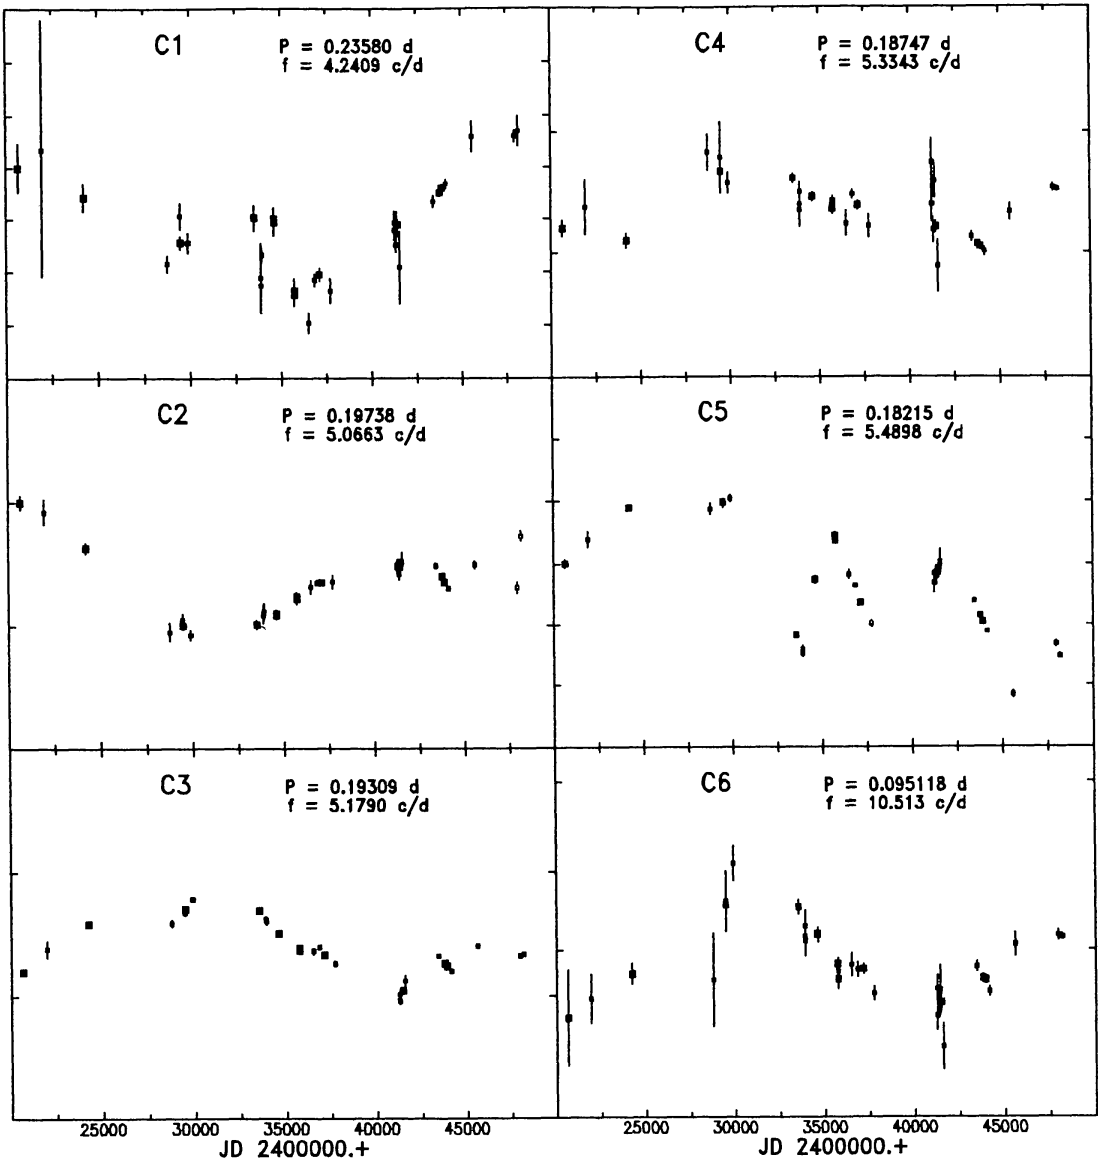 C1
P = 0.23580 d
f = 4.2409 c/d
C4
P = 0.18747 d
f = 5.3343 c/d
C2
P = 0.19738 d
f = 5.0663 c/d
C5
P = 0.18215 d
f = 5.4898 c/d
C3
P = 0.19309 d
f = 5.1790 c/d
C6
P = 0.095118 d
f = 10.513 c/d
25000 30000 35000 40000 45000
JD 2400000.+
25000 30000 35000 40000 45000
JD 2400000.+